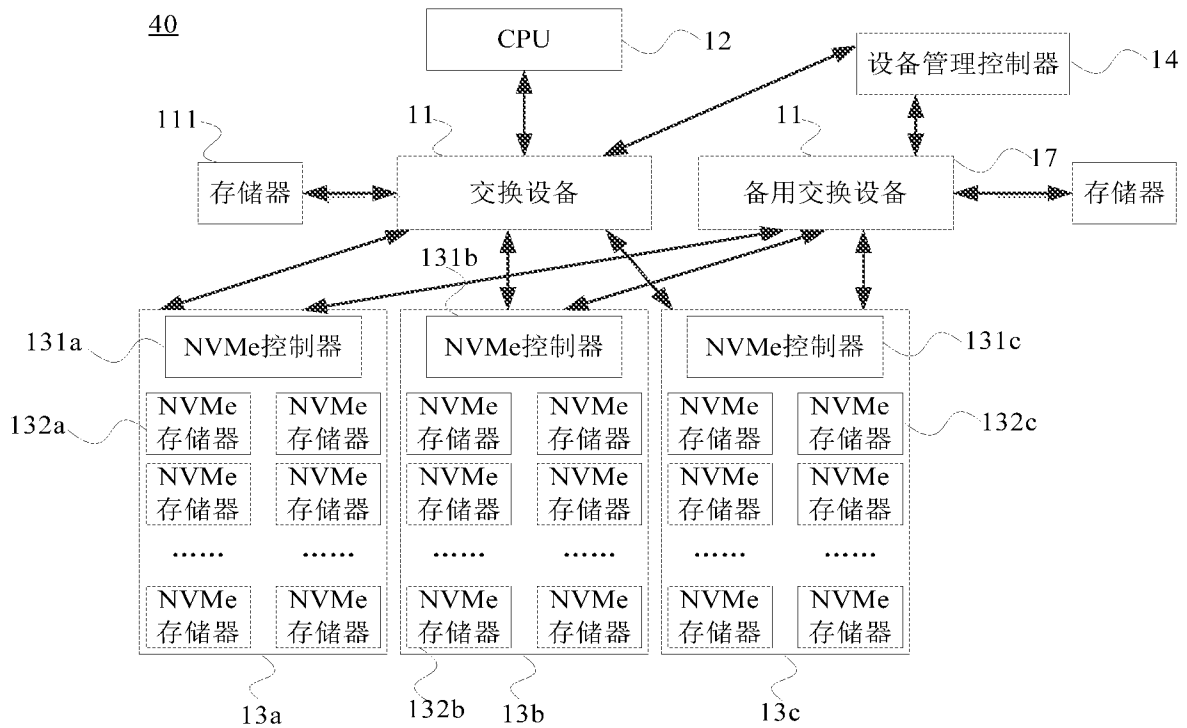 40
CPU
12
设备管理控制器
14
111
11
11
17
存储器
交换设备
备用交换设备
存储器
131b
131a
NVMe控制器
NVMe控制器
NVMe控制器
131c
132a
NVMe
存储器
NVMe
存储器
NVMe
存储器
NVMe
存储器
NVMe
存储器
NVMe
存储器
132c
NVMe
存储器
NVMe
存储器
NVMe
存储器
NVMe
存储器
NVMe
存储器
NVMe
存储器
…… …… …… …… …… ……
NVMe
存储器
NVMe
存储器
NVMe
存储器
NVMe
存储器
NVMe
存储器
NVMe
存储器
13a
132b
13b
13c